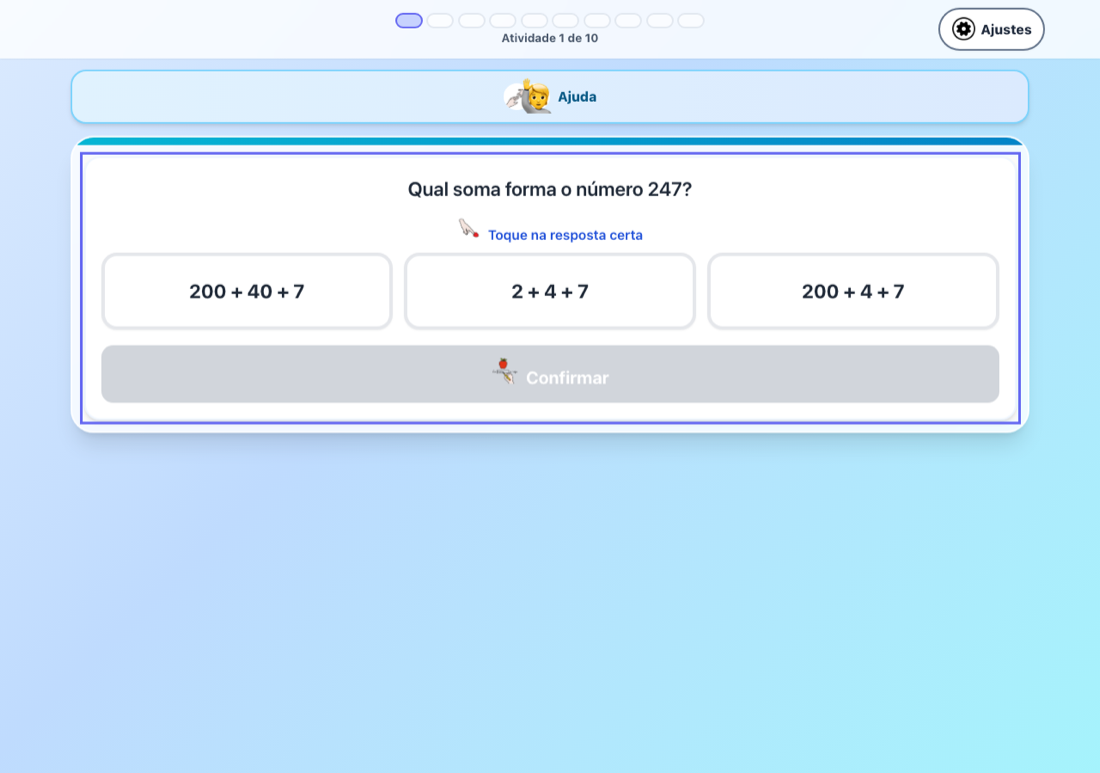 Atividade 1 de 10
Ajustes
Ajuda
Qual soma forma o número 247?
Toque na resposta certa
200 + 40 + 7
2 + 4 + 7
200 + 4 + 7
Confirmar